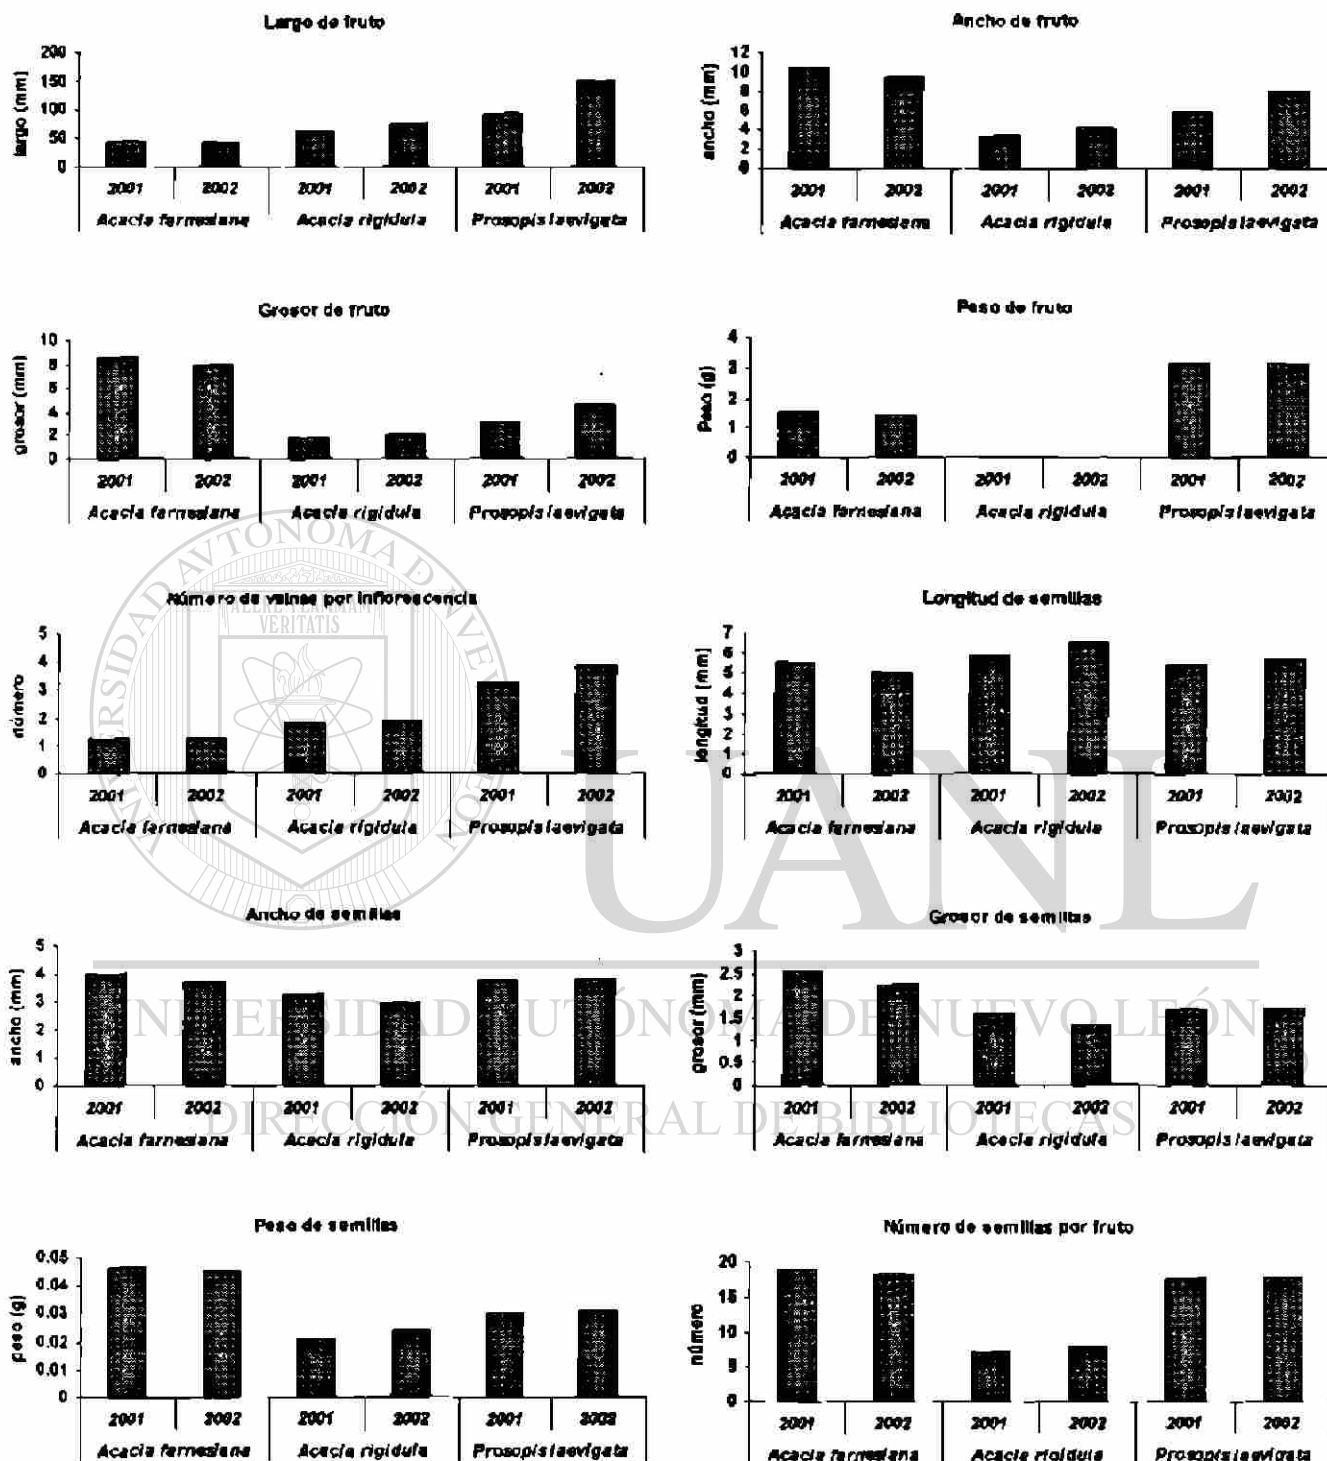 Largo de fruto
largo (mm)
200
150
100
50
0
2001 2002 2001 2002 2001 2002
Acacia farnesiana Acacia rigidula Prosopis laevigata
Ancho de fruto
ancho (mm)
12
10
8
6
4
2
0
2001 2002 2001 2002 2001 2002
Acacia farnesiana Acacia rigidula Prosopis laevigata
Grosor de fruto
grosor (mm)
10
8
6
4
2
0
2001 2002 2001 2002 2001 2002
Acacia farnesiana Acacia rigidula Prosopis laevigata
Peso de fruto
Peso (g)
4
3
2
1
0
2001 2002 2001 2002 2001 2002
Acacia farnesiana Acacia rigidula Prosopis laevigata
Número de vainas por inflorescencia
número
5
4
3
2
1
0
2001 2002 2001 2002 2001 2002
Acacia farnesiana Acacia rigidula Prosopis laevigata
Longitud de semillas
longitud (mm)
7
6
5
4
3
2
1
0
2001 2002 2001 2002 2001 2002
Acacia farnesiana Acacia rigidula Prosopis laevigata
Ancho de semillas
ancho (mm)
5
4
3
2
1
0
2001 2002 2001 2002 2001 2002
Acacia farnesiana Acacia rigidula Prosopis laevigata
Grosor de semillas
grosor (mm)
3
2.5
2
1.5
1
0.5
0
2001 2002 2001 2002 2001 2002
Acacia farnesiana Acacia rigidula Prosopis laevigata
Peso de semillas
peso (g)
0.05
0.04
0.03
0.02
0.01
0
2001 2002 2001 2002 2001 2002
Acacia farnesiana Acacia rigidula Prosopis laevigata
Número de semillas por fruto
número
20
15
10
5
0
2001 2002 2001 2002 2001 2002
Acacia farnesiana Acacia rigidula Prosopis laevigata
UNIVERSIDAD AUTONOMA DE NUEVO LEON
ALERE FLAMMAM
VERITATIS
UANL
UNIVERSIDAD AUTÓNOMA DE NUEVO LEÓN
DIRECCIÓN GENERAL DE BIBLIOTECAS